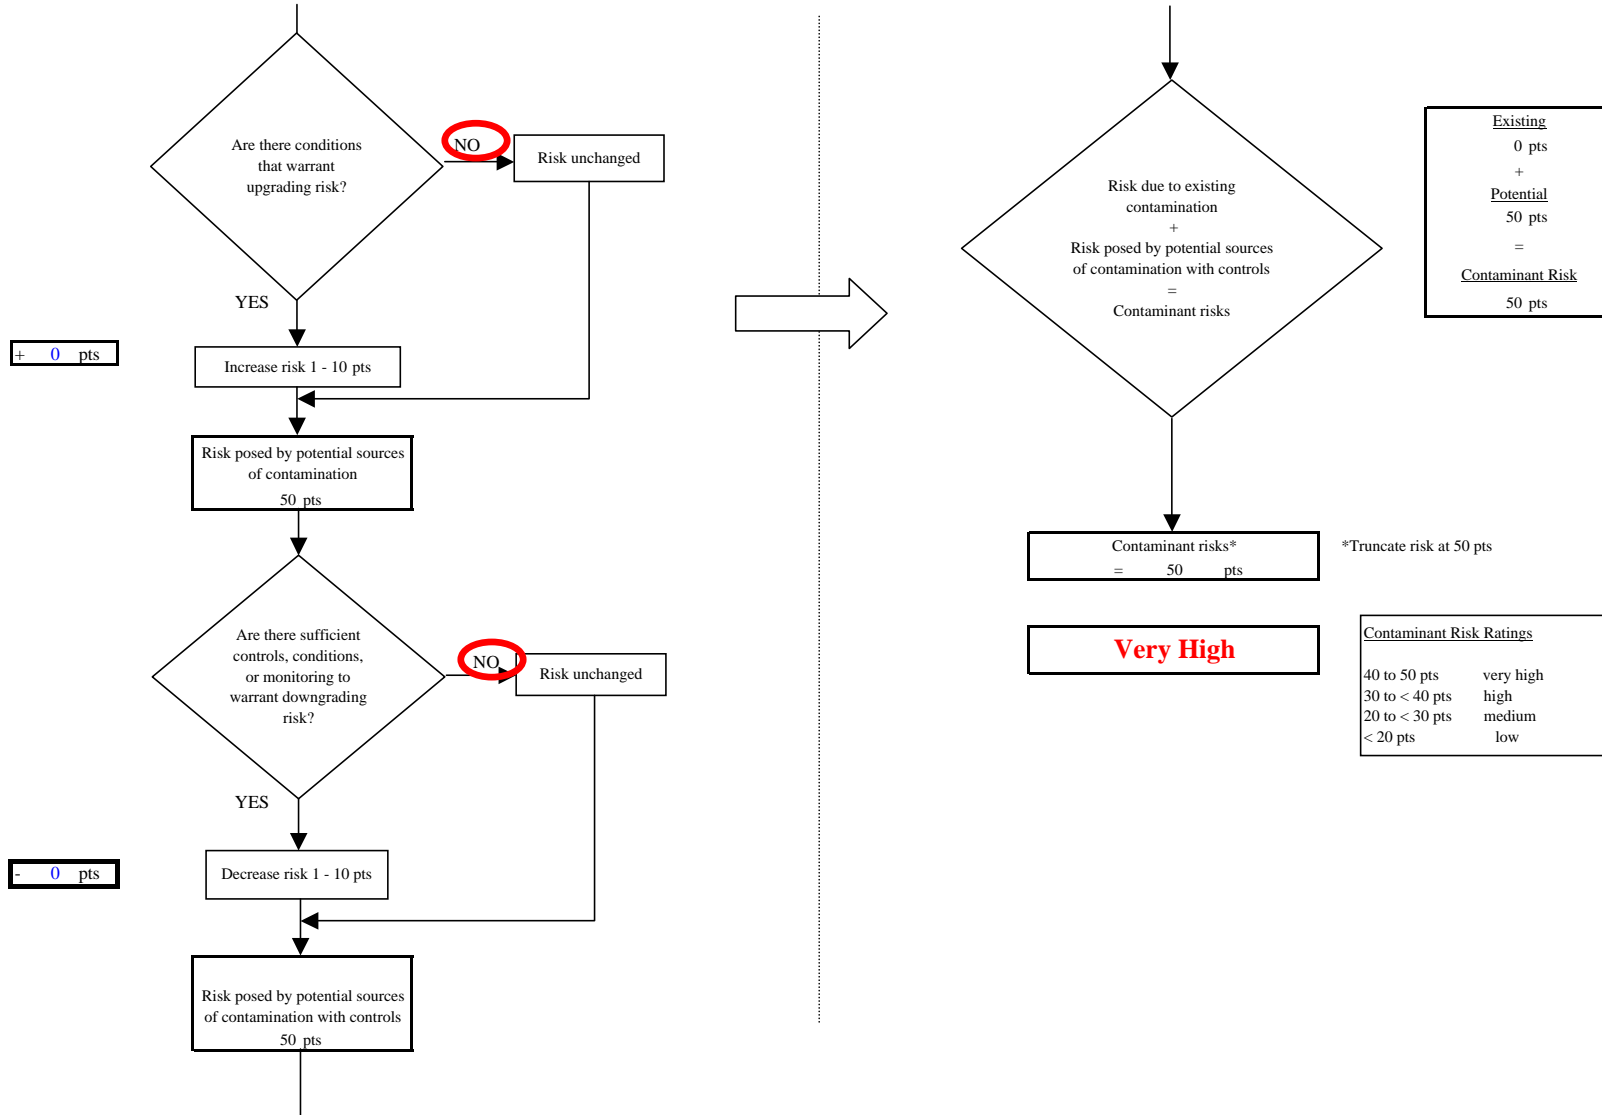 Are there conditions
that warrant
upgrading risk?
NO
Risk unchanged
YES
+ 0 pts
Increase risk 1 - 10 pts
Risk posed by potential sources
of contamination
50 pts
Are there sufficient
controls, conditions,
or monitoring to
warrant downgrading
risk?
NO
Risk unchanged
YES
- 0 pts
Decrease risk 1 - 10 pts
Risk posed by potential sources
of contamination with controls
50 pts
Risk due to existing
contamination
+
Risk posed by potential sources
of contamination with controls
=
Contaminant risks
Existing
0 pts
+
Potential
50 pts
=
Contaminant Risk
50 pts
Contaminant risks*
= 50 pts
*Truncate risk at 50 pts
Very High
Contaminant Risk Ratings
40 to 50 pts very high
30 to < 40 pts high
20 to < 30 pts medium
< 20 pts low